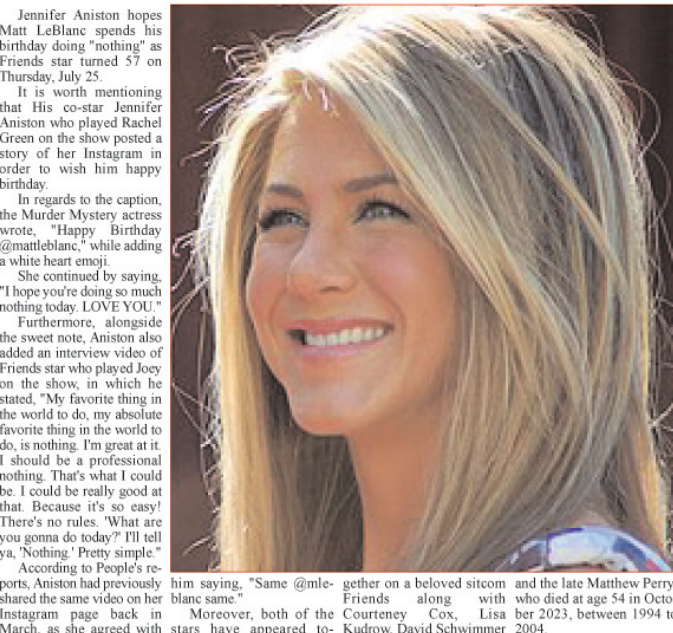 Jennifer Aniston hopes
Matt LeBlanc spends his
birthday doing "nothing" as
Friends star turned 57 on
Thursday, July 25.
It is worth mentioning
that His co-star Jennifer
Aniston who played Rachel
Green on the show posted a
story of her Instagram in
order to wish him happy
birthday.
In regards to the caption,
the Murder Mystery actress
wrote, "Happy Birthday
@mattleblanc," while adding
a white heart emoji.
She continued by saying,
"I hope you're doing so much
nothing today. LOVE YOU."
Furthermore, alongside
the sweet note, Aniston also
added an interview video of
Friends star who played Joey
on the show, in which he
stated, "My favorite thing in
the world to do, my absolute
favorite thing in the world to
do, is nothing. I'm great at it.
I should be a professional
nothing. That's what I could
be. I could be really good at
that. Because it's so easy!
There's no rules. 'What are
you gonna do today?' I'll tell
ya, 'Nothing.' Pretty simple."
According to People's re-
ports, Aniston had previously
shared the same video on her
Instagram page back in
March, as she agreed with
him saying, "Same @mle-
blanc same."
Moreover, both of the
stars have appeared to-
gether on a beloved sitcom
Friends along with
Courteney Cox, Lisa
Kudrow, David Schwimmer
and the late Matthew Perry
who died at age 54 in Octo
ber 2023, between 1994 to
2004.